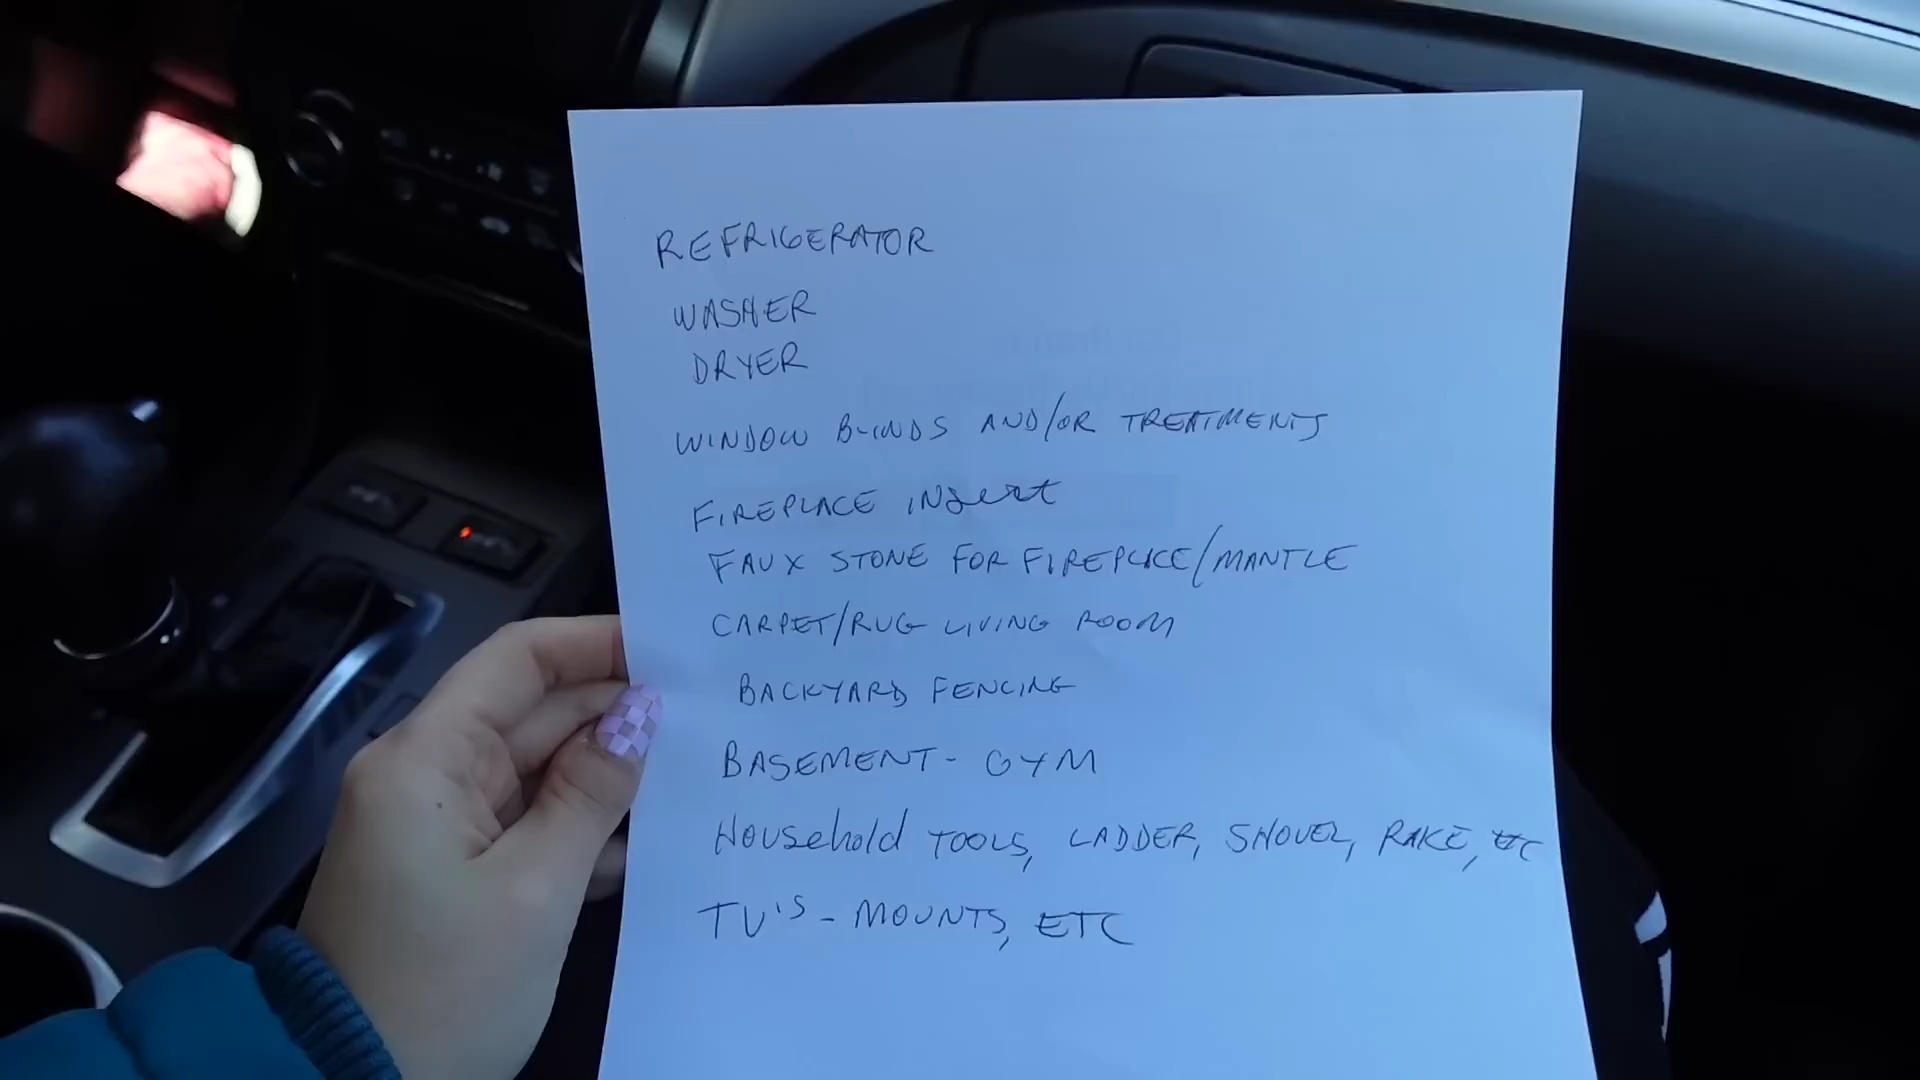 REFRIGERATOR
WASHER
DRYER
WINDOW BLINDS AND/OR TREATMENTS
FIREPLACE INSERT
FAUX STONE FOR FIREPLACE/MANTLE
CARPET/RUG LIVING ROOM
BACKYARD FENCING
BASEMENT- GYM
Household TOOLS, LADDER, SHOVEL, RAKE, ETC
TV'S - MOUNTS, ETC